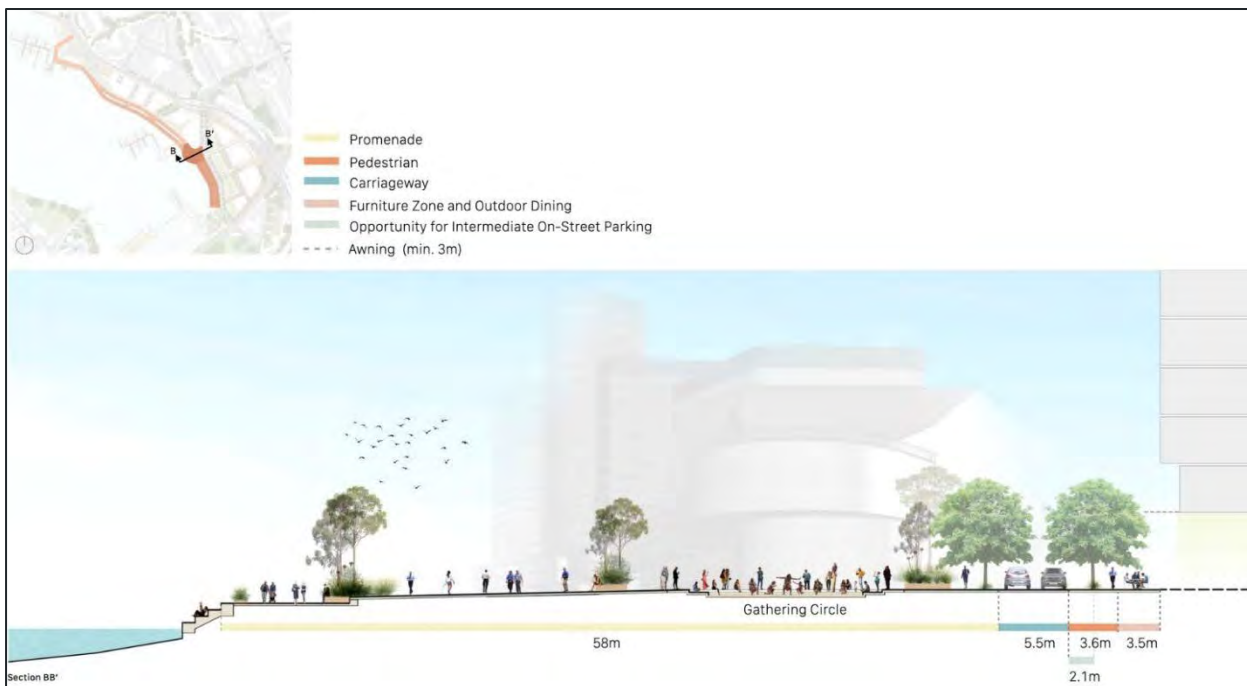 B'
B
Promenade
Pedestrian
Carriageway
Furniture Zone and Outdoor Dining
Opportunity for Intermediate On-Street Parking
Awning (min. 3m)
Gathering Circle
58m
5.5m
3.6m
3.5m
2.1m
Section BB'